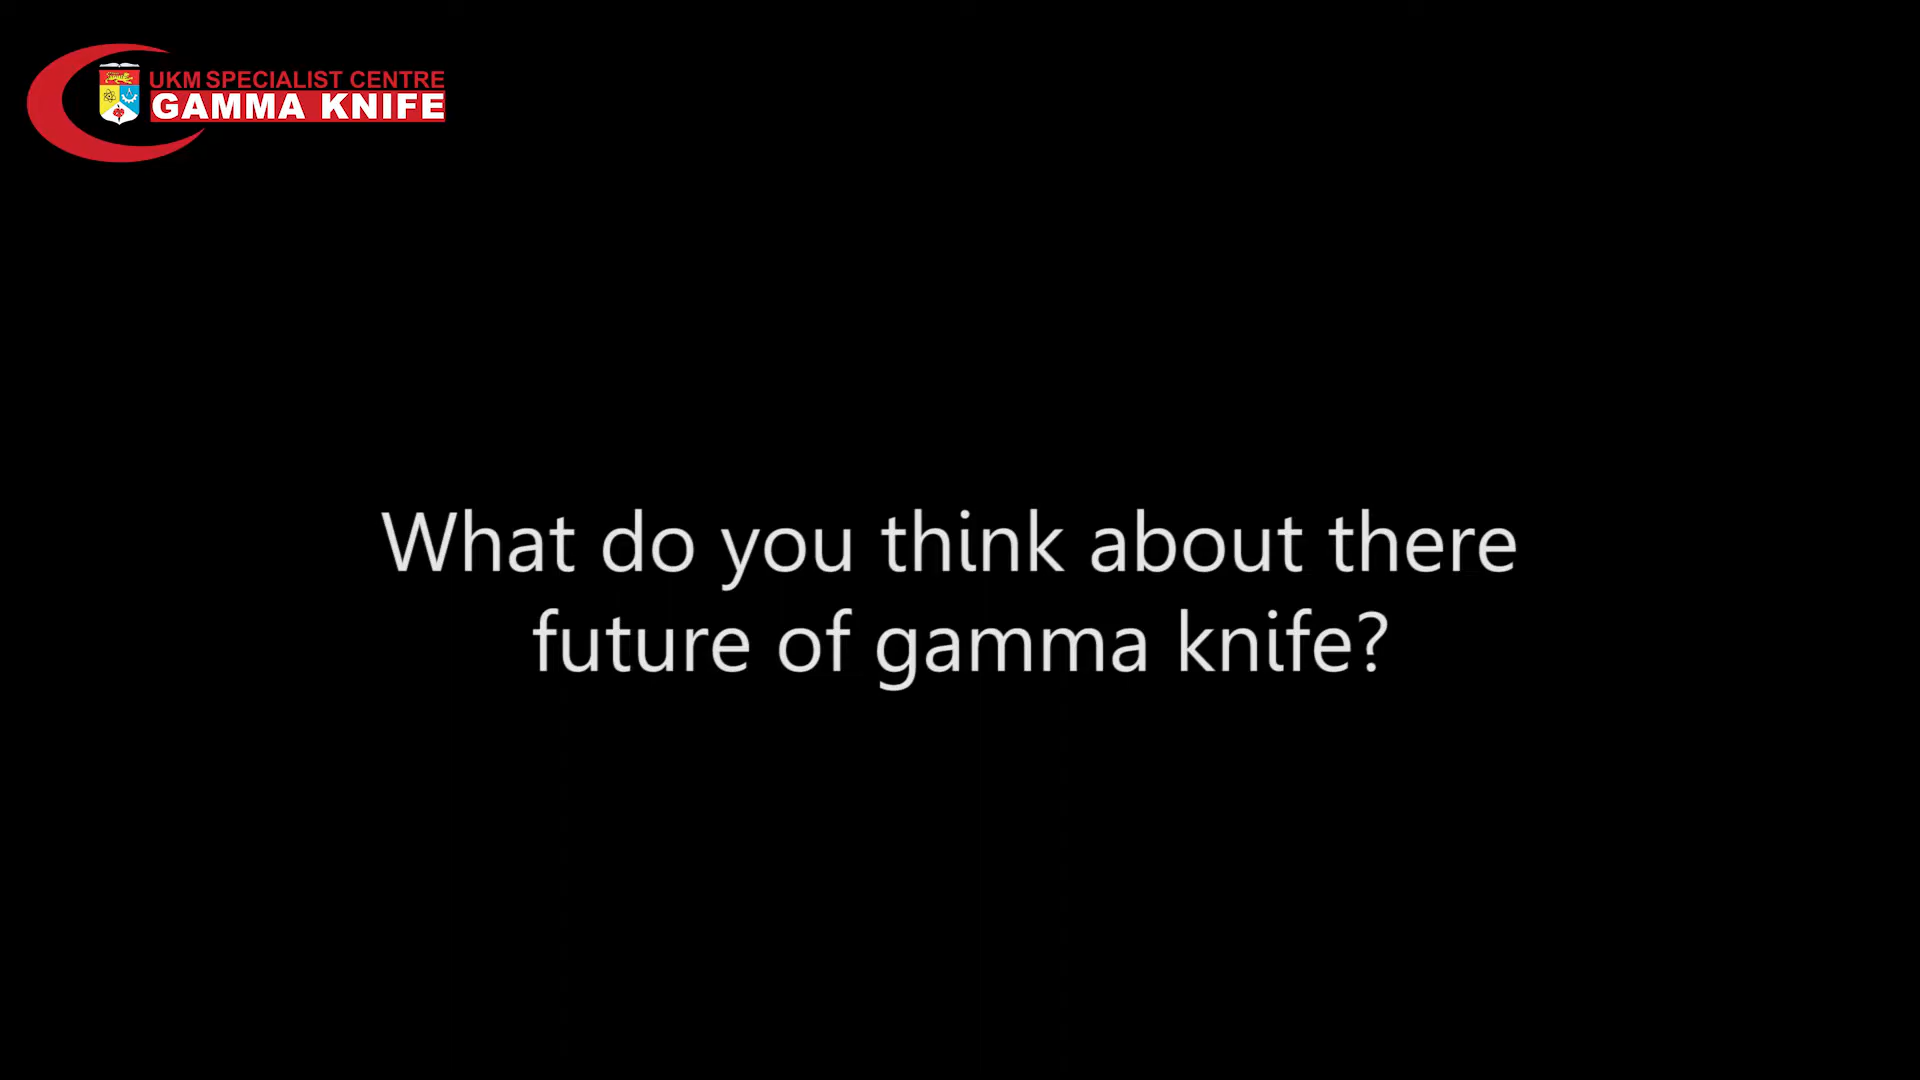 UKM SPECIALIST CENTRE
GAMMA KNIFE
What do you think about there
future of gamma knife?